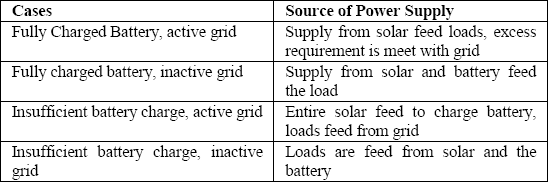 Cases Source of Power Supply
Fully Charged Battery, active grid Supply from solar feed loads, excess
requirement is meet with grid
Fully charged battery, inactive grid Supply from solar and battery feed
the load
Insufficient battery charge, active grid Entire solar feed to charge battery,
loads feed from grid
Insufficient battery charge, inactive Loads are feed from solar and the
grid battery